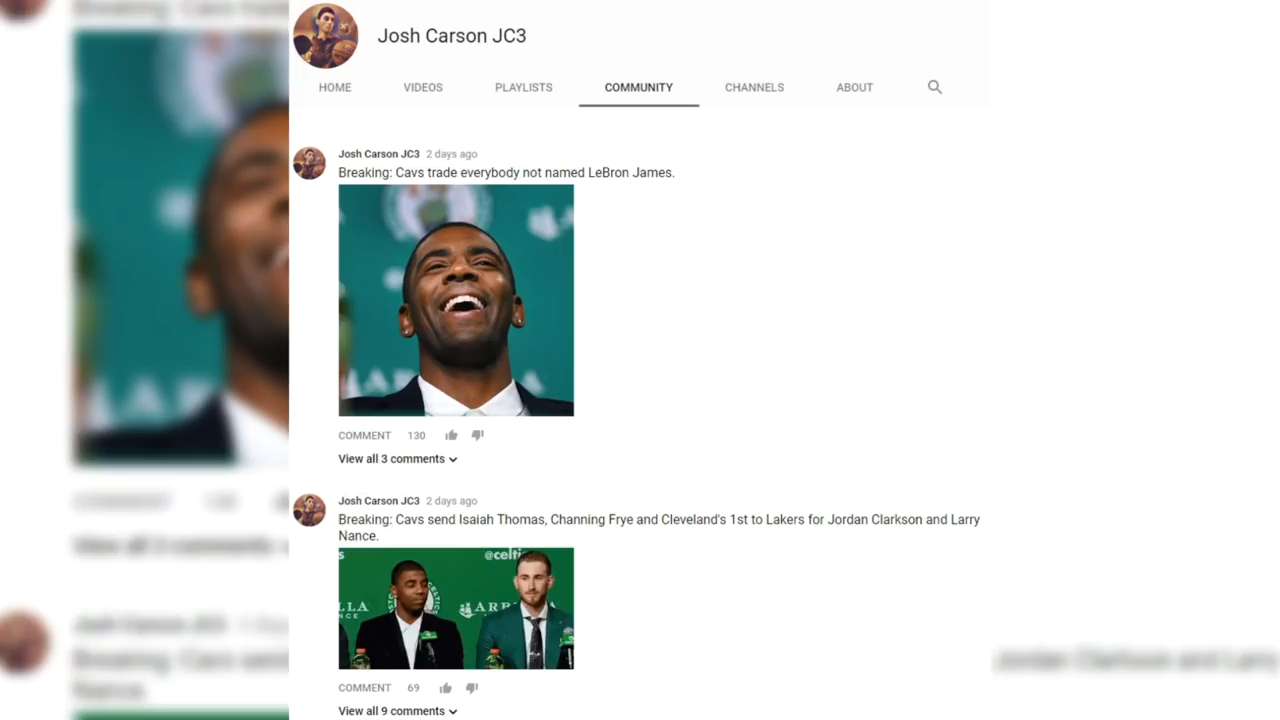 Josh Carson JC3
HOME VIDEOS PLAYLISTS COMMUNITY CHANNELS ABOUT
Josh Carson JC3 2 days ago
Breaking: Cavs trade everybody not named LeBron James.
COMMENT 130
View all 3 comments
Josh Carson JC3 2 days ago
Breaking: Cavs send Isaiah Thomas, Channing Frye and Cleveland's 1st to Lakers for Jordan Clarkson and Larry
Nance.
@celti
CELTICS
COMMENT 69
View all 9 comments